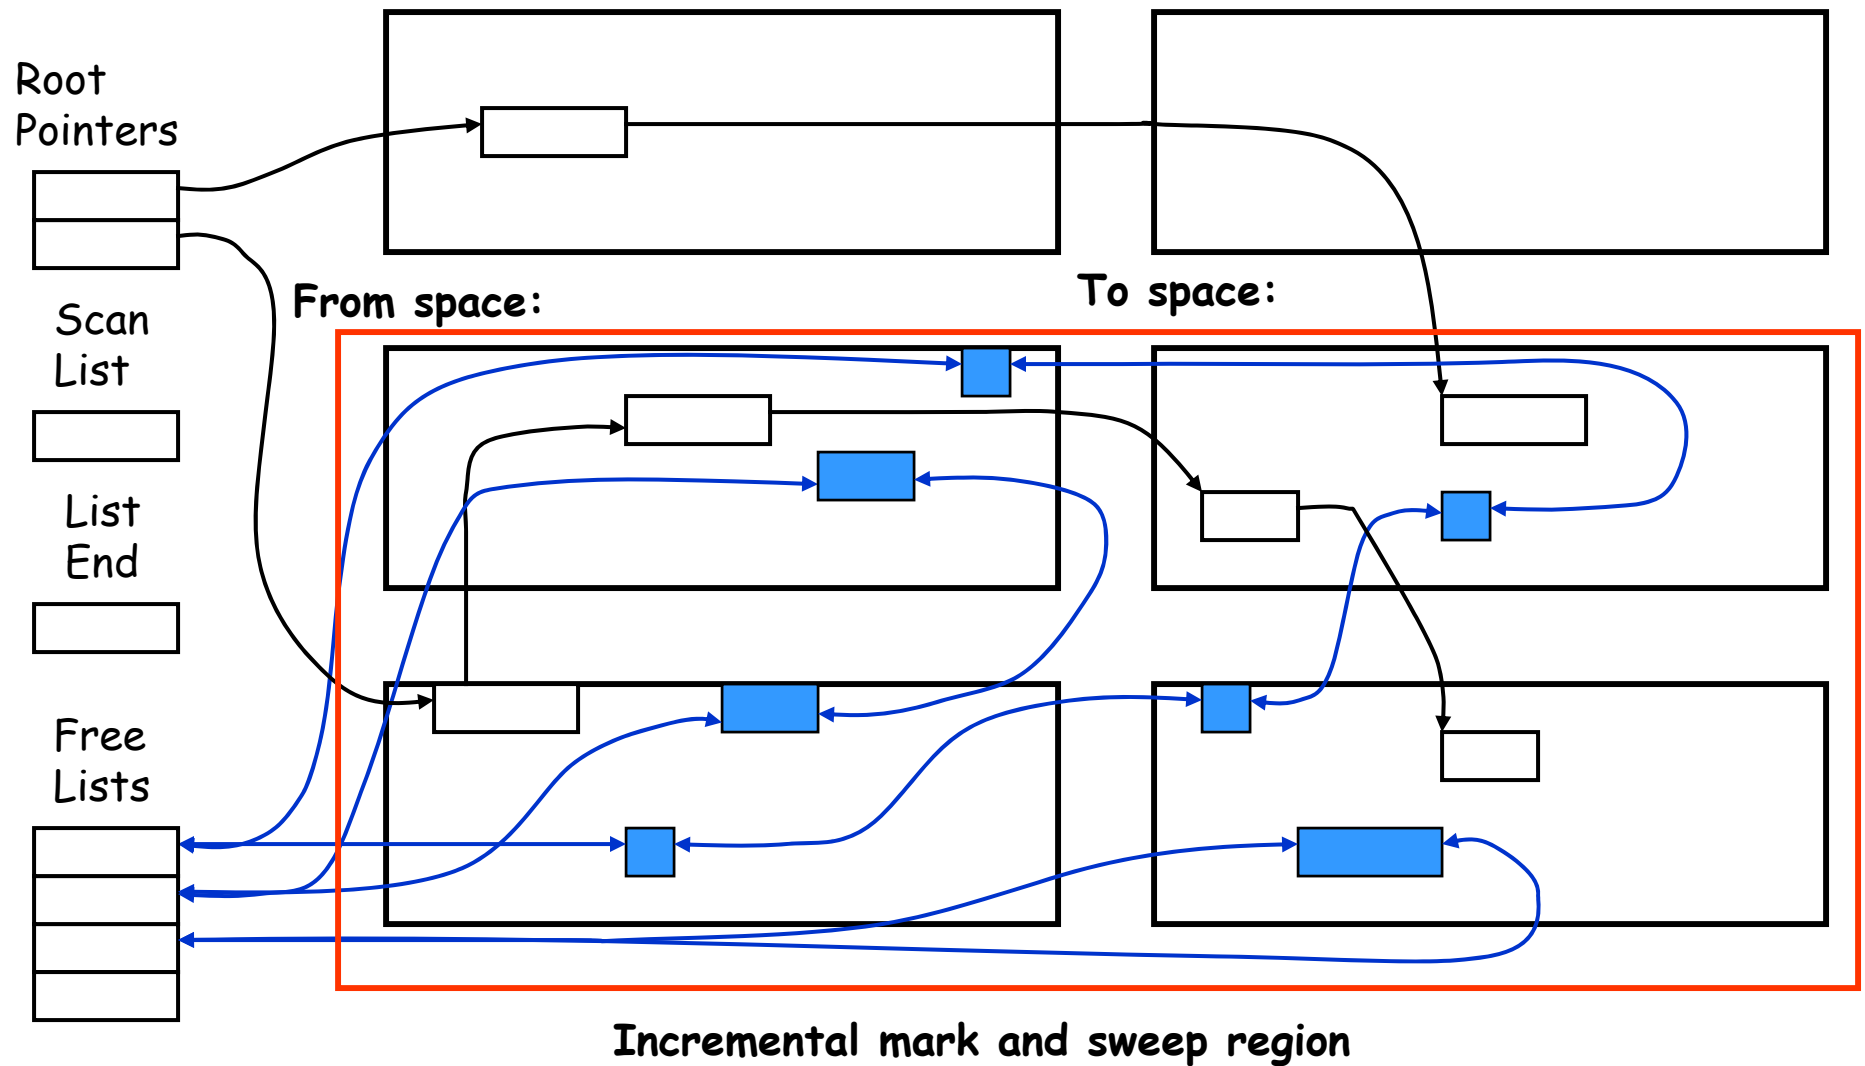 Root
Pointers
From space:
To space:
Scan
List
List
End
Free
Lists
Incremental mark and sweep region